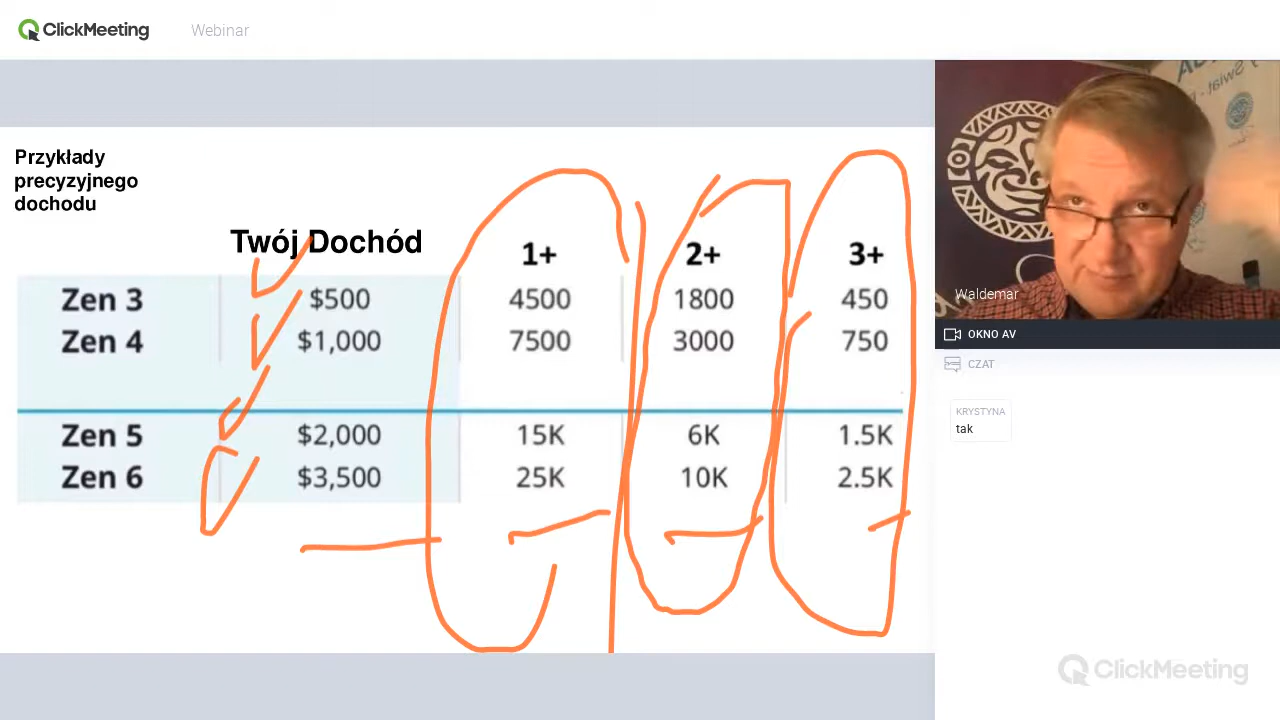 ClickMeeting
Webinar
Przykłady
precyzyjnego
dochodu
Twój Dochód 1+ 2+ 3+
Zen 3 $500 4500 1800 450
Zen 4 $1,000 7500 3000 750
Zen 5 $2,000 15K 6K 1.5K
Zen 6 $3,500 25K 10K 2.5K
Waldemar
OKNO AV
CZAT
KRYSTYNA
tak
ClickMeeting